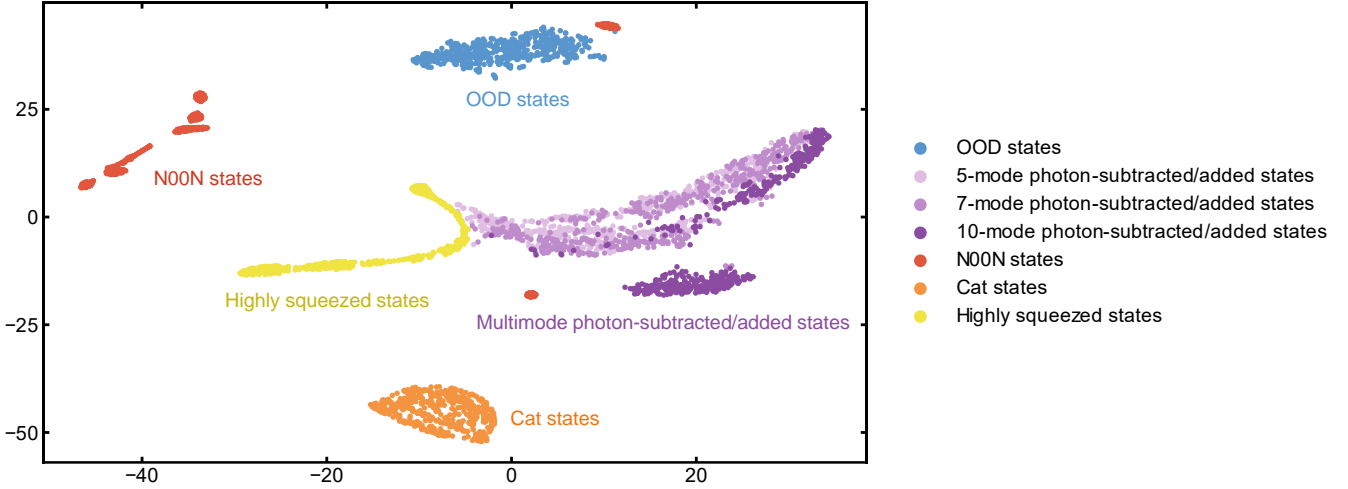 25
0
−25
−50
−40
−20
0
20
OOD states
N00N states
Highly squeezed states
Multimode photon-subtracted/added states
Cat states
OOD states
5-mode photon-subtracted/added states
7-mode photon-subtracted/added states
10-mode photon-subtracted/added states
N00N states
Cat states
Highly squeezed states